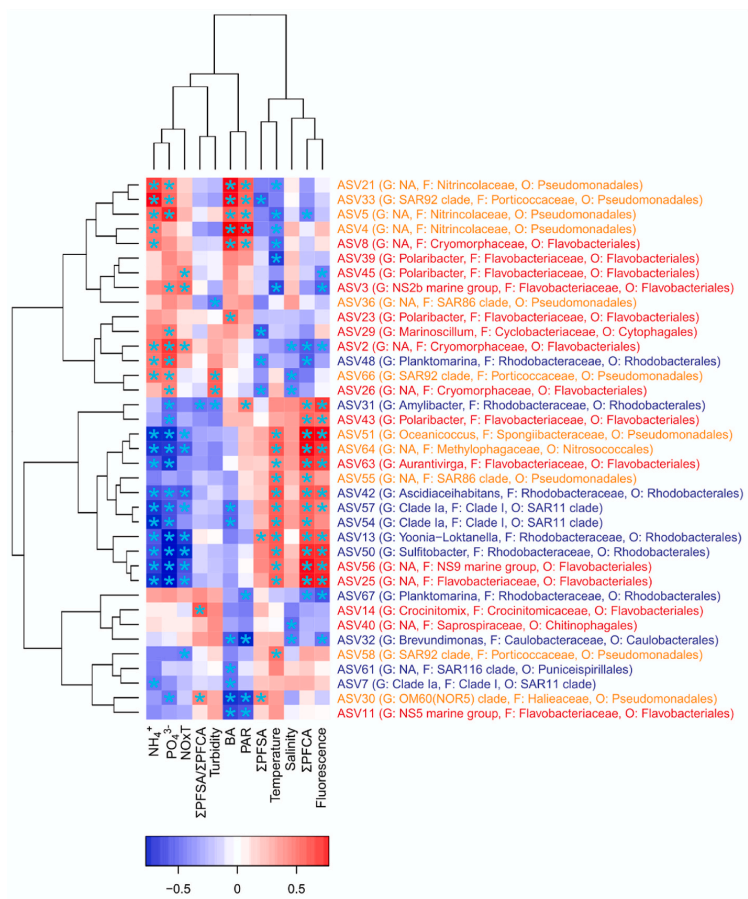 ASV21 (G: NA, F: Nitrincolaceae, O: Pseudomonadales)
ASV33 (G: SAR92 clade, F: Porticoccaceae, O: Pseudomonadales)
ASV5 (G: NA, F: Nitrincolaceae, O: Pseudomonadales)
ASV4 (G: NA, F: Nitrincolaceae, O: Pseudomonadales)
ASV8 (G: NA, F: Cryomorphaceae, O: Flavobacteriales)
ASV39 (G: Polaribacter, F: Flavobacteriaceae, O: Flavobacteriales)
ASV45 (G: Polaribacter, F: Flavobacteriaceae, O: Flavobacteriales)
ASV3 (G: NS2b marine group, F: Flavobacteriaceae, O: Flavobacteriales)
ASV36 (G: NA, F: SAR86 clade, O: Pseudomonadales)
ASV23 (G: Polaribacter, F: Flavobacteriaceae, O: Flavobacteriales)
ASV29 (G: Marinoscillum, F: Cyclobacteriaceae, O: Cytophagales)
ASV2 (G: NA, F: Cryomorphaceae, O: Flavobacteriales)
ASV48 (G: Planktomarina, F: Rhodobacteraceae, O: Rhodobacterales)
ASV66 (G: SAR92 clade, F: Porticoccaceae, O: Pseudomonadales)
ASV26 (G: NA, F: Cryomorphaceae, O: Flavobacteriales)
ASV31 (G: Amylibacter, F: Rhodobacteraceae, O: Rhodobacterales)
ASV43 (G: Polaribacter, F: Flavobacteriaceae, O: Flavobacteriales)
ASV51 (G: Oceanicoccus, F: Spongiibacteraceae, O: Pseudomonadales)
ASV64 (G: NA, F: Methylophagaceae, O: Nitrosococcales)
ASV63 (G: Aurantivirga, F: Flavobacteriaceae, O: Flavobacteriales)
ASV55 (G: NA, F: SAR86 clade, O: Pseudomonadales)
ASV42 (G: Ascidiaceihabitans, F: Rhodobacteraceae, O: Rhodobacterales)
ASV57 (G: Clade Ia, F: Clade I, O: SAR11 clade)
ASV54 (G: Clade Ia, F: Clade I, O: SAR11 clade)
ASV13 (G: Yoonia−Loktanella, F: Rhodobacteraceae, O: Rhodobacterales)
ASV50 (G: Sulfitobacter, F: Rhodobacteraceae, O: Rhodobacterales)
ASV56 (G: NA, F: NS9 marine group, O: Flavobacteriales)
ASV25 (G: NA, F: Flavobacteriaceae, O: Flavobacteriales)
ASV67 (G: Planktomarina, F: Rhodobacteraceae, O: Rhodobacterales)
ASV14 (G: Crocinitomix, F: Crocinitomicaceae, O: Flavobacteriales)
ASV40 (G: NA, F: Saprospiraceae, O: Chitinophagales)
ASV32 (G: Brevundimonas, F: Caulobacteraceae, O: Caulobacterales)
ASV58 (G: SAR92 clade, F: Porticoccaceae, O: Pseudomonadales)
ASV61 (G: NA, F: SAR116 clade, O: Puniceispirillales)
ASV7 (G: Clade Ia, F: Clade I, O: SAR11 clade)
ASV30 (G: OM60(NOR5) clade, F: Halieaceae, O: Pseudomonadales)
ASV11 (G: NS5 marine group, F: Flavobacteriaceae, O: Flavobacteriales)
NH₄⁺
PO₄³⁻
NOxT
ΣPFSA/ΣPFCA
Turbidity
BA
PAR
ΣPFSA
Temperature
Salinity
ΣPFCA
Fluorescence
−0.5 0 0.5